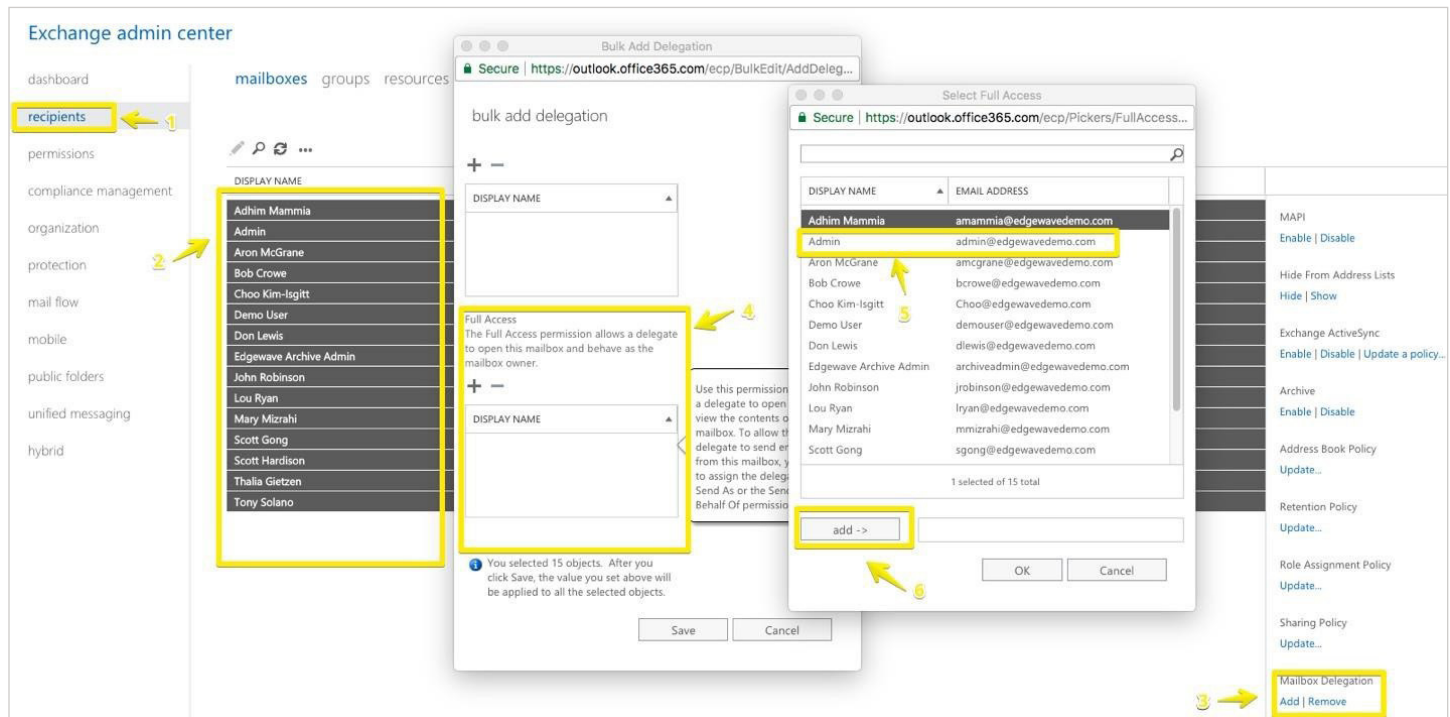 Exchange admin center
dashboard
recipients
1
permissions
compliance management
organization
protection
mail flow
mobile
public folders
unified messaging
hybrid
mailboxes groups resources
DISPLAY NAME
2
Adhim Mammia
Admin
Aron McGrane
Bob Crowe
Choo Kim-Isgitt
Demo User
Don Lewis
Edgewave Archive Admin
John Robinson
Lou Ryan
Mary Mizrahi
Scott Gong
Scott Hardison
Thalia Gietzen
Tony Solano
Bulk Add Delegation
Secure | https://outlook.office365.com/ecp/BulkEdit/AddDeleg...
bulk add delegation
DISPLAY NAME
4
Full Access
The Full Access permission allows a delegate
to open this mailbox and behave as the
mailbox owner.
DISPLAY NAME
Use this permission
a delegate to open
view the contents
mailbox. To allow
delegate to send
from this mailbox,
to assign the
Send As or the
Behalf Of
You selected 15 objects. After you
click Save, the value you set above will
be applied to all the selected objects.
Save Cancel
Select Full Access
Secure | https://outlook.office365.com/ecp/Pickers/FullAccess...
DISPLAY NAME EMAIL ADDRESS
Adhim Mammia amammia@edgewavedemo.com
Admin admin@edgewavedemo.com
Aron McGrane amcgrane@edgewavedemo.com
Bob Crowe bcrowe@edgewavedemo.com
Choo Kim-Isgitt Choo@edgewavedemo.com
Demo User demouser@edgewavedemo.com
Don Lewis dlewis@edgewavedemo.com
Edgewave Archive Admin archiveadmin@edgewavedemo.com
John Robinson jrobinson@edgewavedemo.com
Lou Ryan lryan@edgewavedemo.com
Mary Mizrahi mmizrahi@edgewavedemo.com
Scott Gong sgong@edgewavedemo.com
5
1 selected of 15 total
add ->
6
OK Cancel
MAPI
Enable | Disable
Hide From Address Lists
Hide | Show
Exchange ActiveSync
Enable | Disable | Update a policy...
Archive
Enable | Disable
Address Book Policy
Update...
Retention Policy
Update...
Role Assignment Policy
Update...
Sharing Policy
Update...
Mailbox Delegation
3
Add | Remove